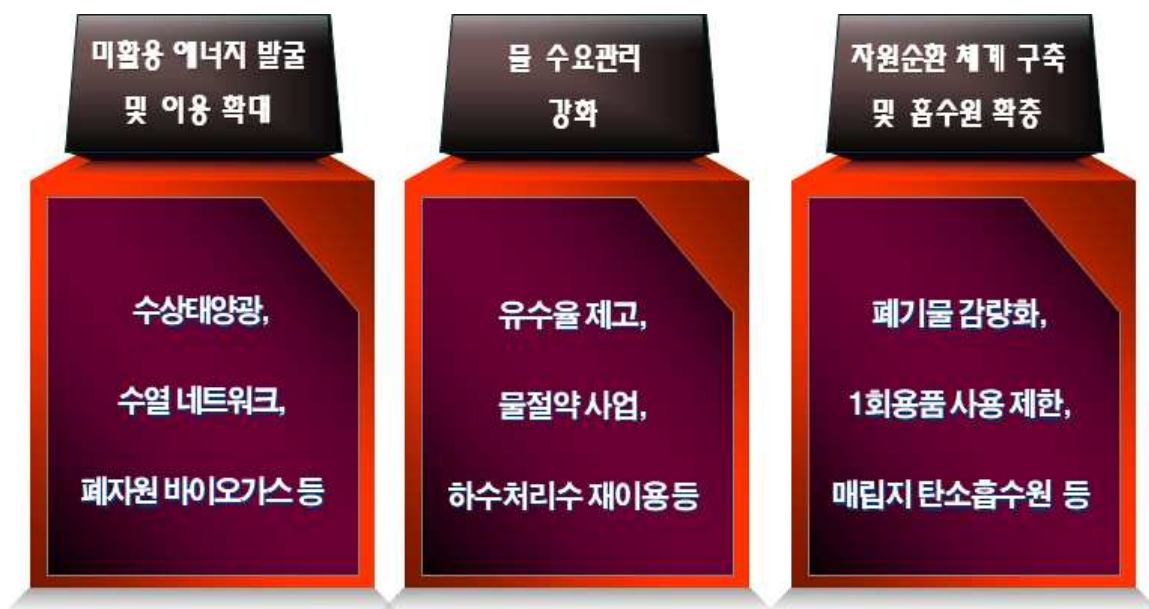 미활용 에너지 발굴
및 이용 확대
수상태양광,
수열 네트워크,
폐자원 바이오가스 등
물 수요관리
강화
유수율 제고,
물절약 사업,
하수처리수 재이용 등
자원순환 체계 구축
및 흡수원 확충
폐기물 감량화,
1회용품 사용 제한,
매립지 탄소흡수원 등